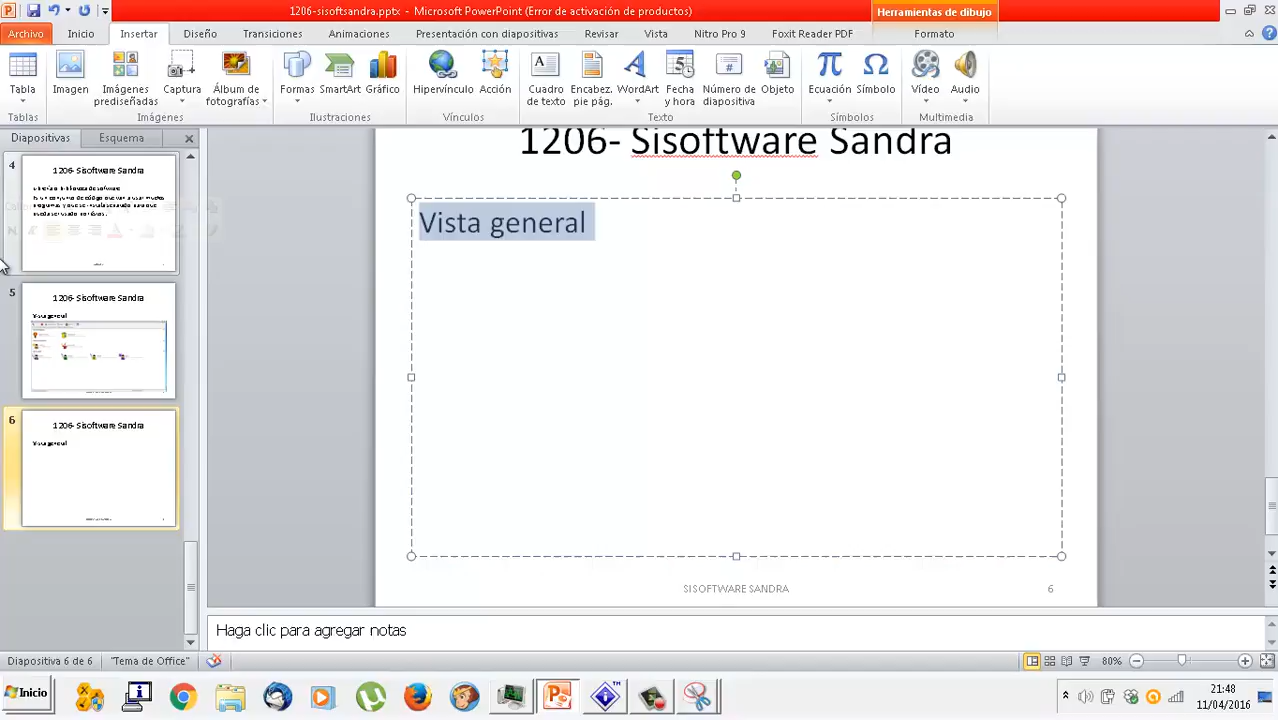 1206-sisoftsandra.pptx - Microsoft PowerPoint (Error de activación de productos)
Herramientas de dibujo
Archivo Inicio Insertar Diseño Transiciones Animaciones Presentación con diapositivas Revisar Vista Nitro Pro 9 Foxit Reader PDF Formato
Tabla Imagen Imágenes prediseñadas Captura Álbum de fotografías Formas SmartArt Gráfico Hipervínculo Acción Cuadro de texto Encabez. pie pág. WordArt Fecha y hora Número de diapositiva Objeto Ecuación Símbolo Vídeo Audio
Tablas Imágenes Ilustraciones Vínculos Texto Símbolos Multimedia
Diapositivas Esquema
4
1206- Sisoftware Sandra
5
1206- Sisoftware Sandra
Vista general
6
1206- Sisoftware Sandra
Vista general
1206- Sisoftware Sandra
Vista general
SISOFTWARE SANDRA 6
Haga clic para agregar notas
Diapositiva 6 de 6 "Tema de Office" 80%
Inicio
21:48
11/04/2016